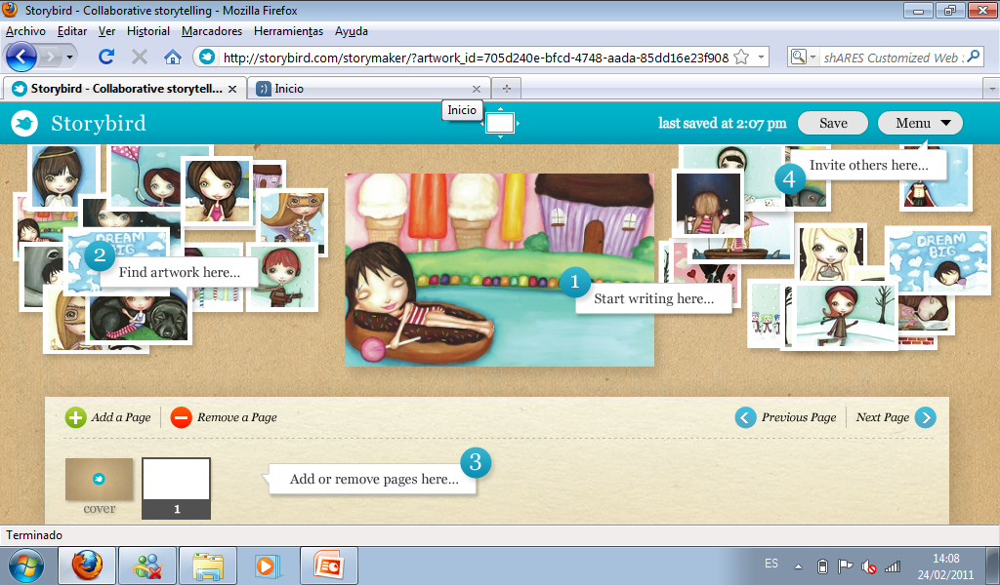 Storybird - Collaborative storytelling - Mozilla Firefox
Archivo Editar Ver Historial Marcadores Herramientas Ayuda
http://storybird.com/storymaker/?artwork_id=705d240e-bfcd-4748-aada-85dd16e23f90& shARES Customized Web
Storybird - Collaborative storytell... Inicio
Inicio
Storybird last saved at 2:07 pm Save Menu
Invite others here...
4
DREAM BIG
2
Find artwork here...
DREAM BIG
1
Start writing here...
Add a Page Remove a Page Previous Page Next Page
3
Add or remove pages here...
cover 1
Terminado
ES 14:08
24/02/2011